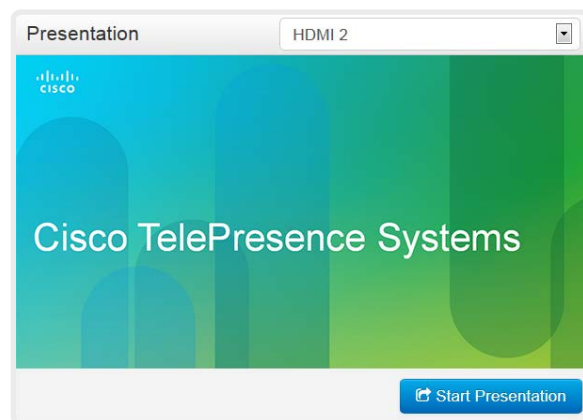 Presentation
HDMI 2
CISCO
Cisco TelePresence Systems
Start Presentation